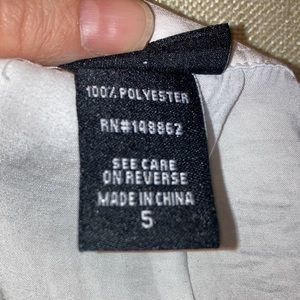 100% POLYESTER
RN#148862
SEE CARE
ON REVERSE
MADE IN CHINA
5